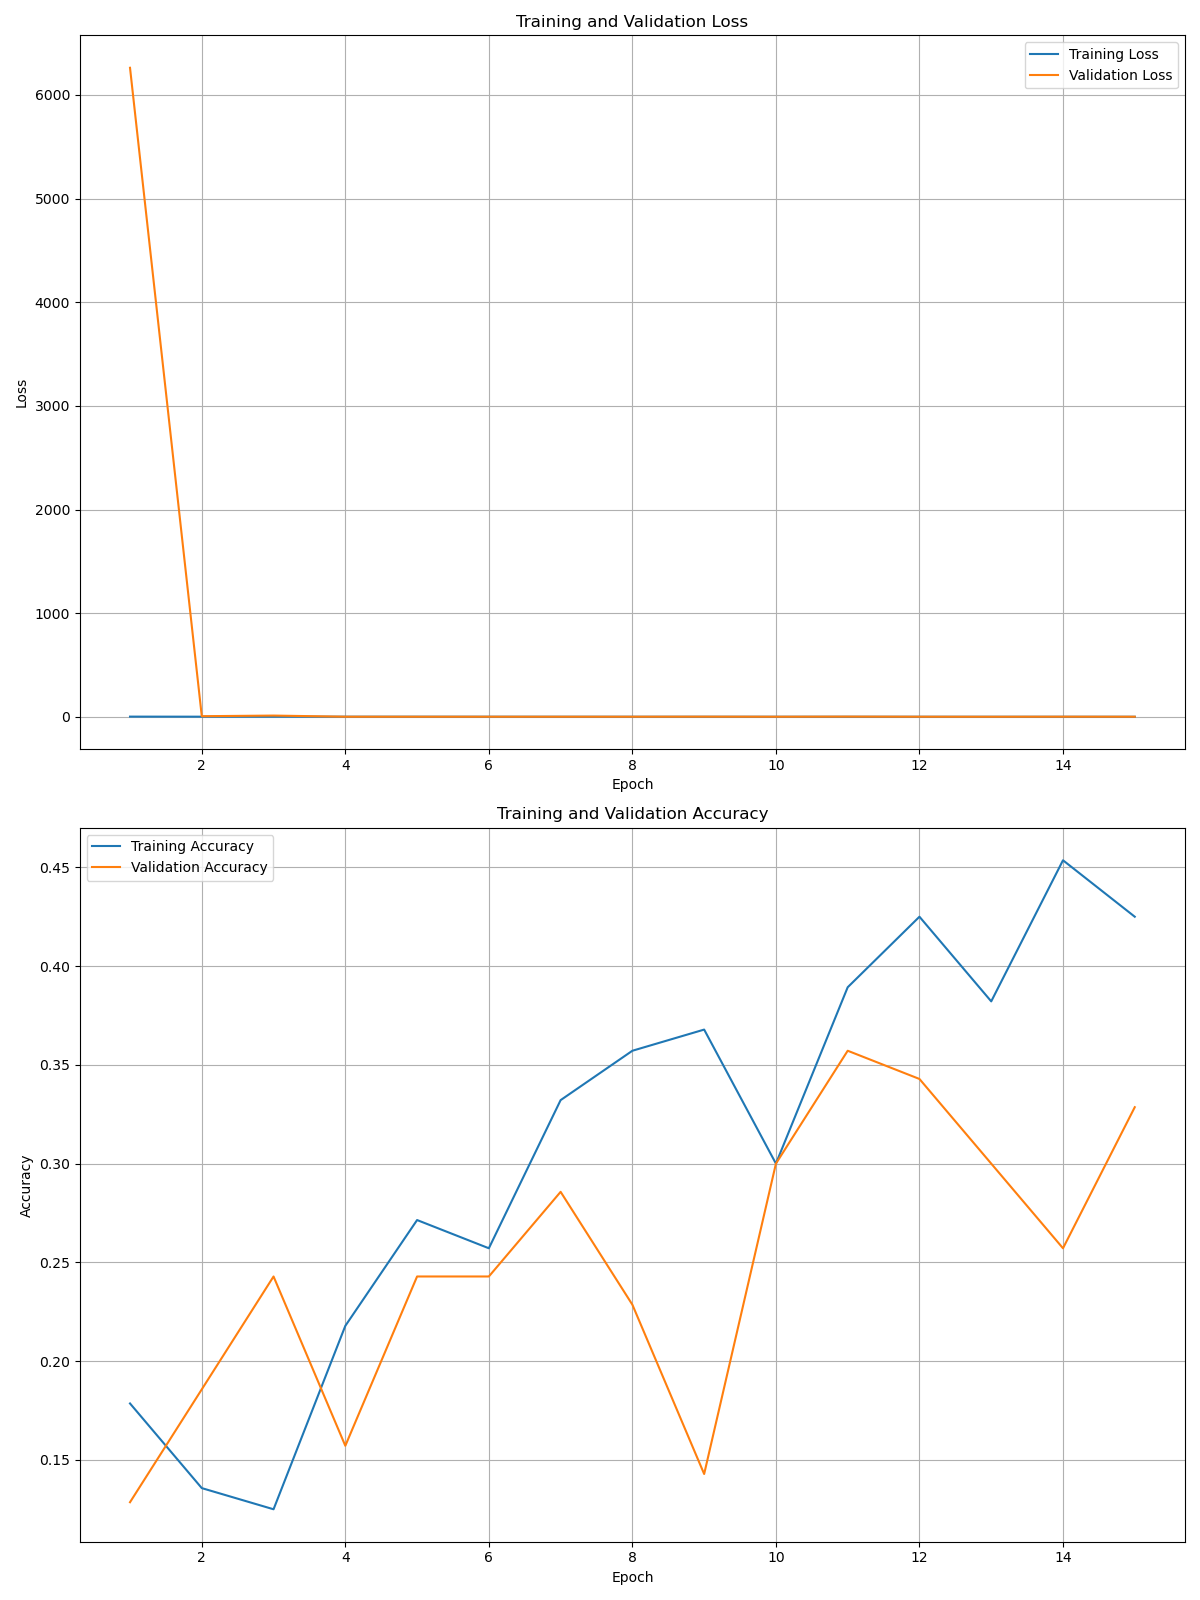 Training and Validation Loss
Training Loss
Validation Loss
6000
5000
4000
3000
2000
1000
0
Loss
2 4 6 8 10 12 14
Epoch
Training and Validation Accuracy
Training Accuracy
Validation Accuracy
0.45
0.40
0.35
0.30
0.25
0.20
0.15
Accuracy
2 4 6 8 10 12 14
Epoch